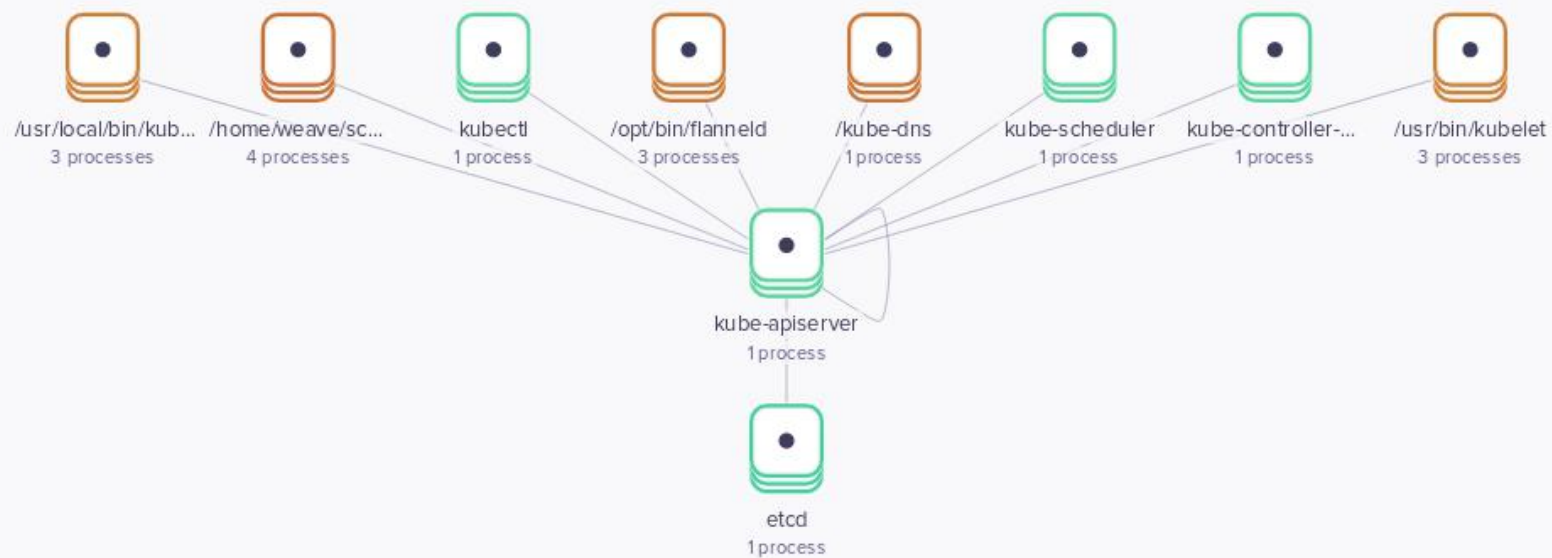 /usr/local/bin/kub...
3 processes
/home/weave/sc...
4 processes
kubectl
1 process
/opt/bin/flanneld
3 processes
/kube-dns
1 process
kube-scheduler
1 process
kube-controller-...
1 process
/usr/bin/kubelet
3 processes
kube-apiserver
1 process
etcd
1 process